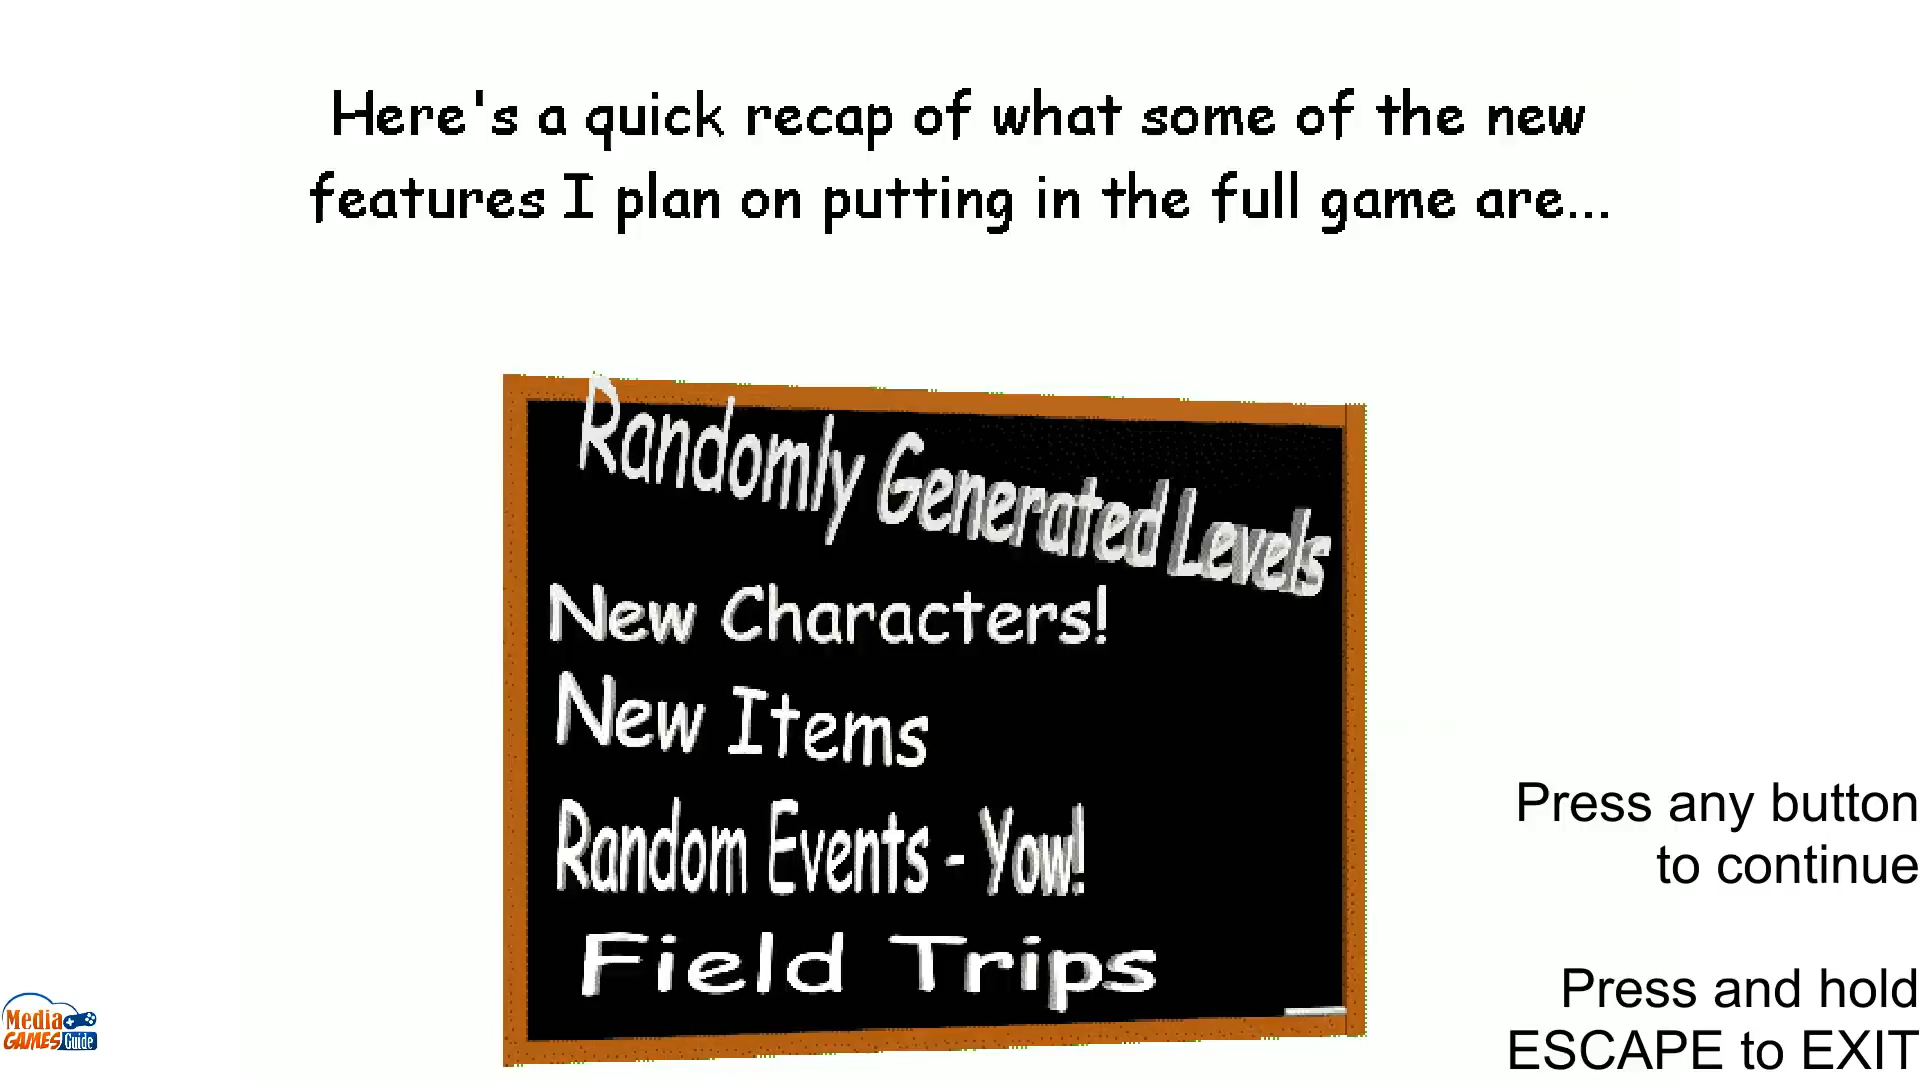 Here's a quick recap of what some of the new
features I plan on putting in the full game are...
Randomly Generated Levels
New Characters!
New Items
Random Events - Yow!
Field Trips
Press any button
to continue
Press and hold
ESCAPE to EXIT
Media
GAMES Guide